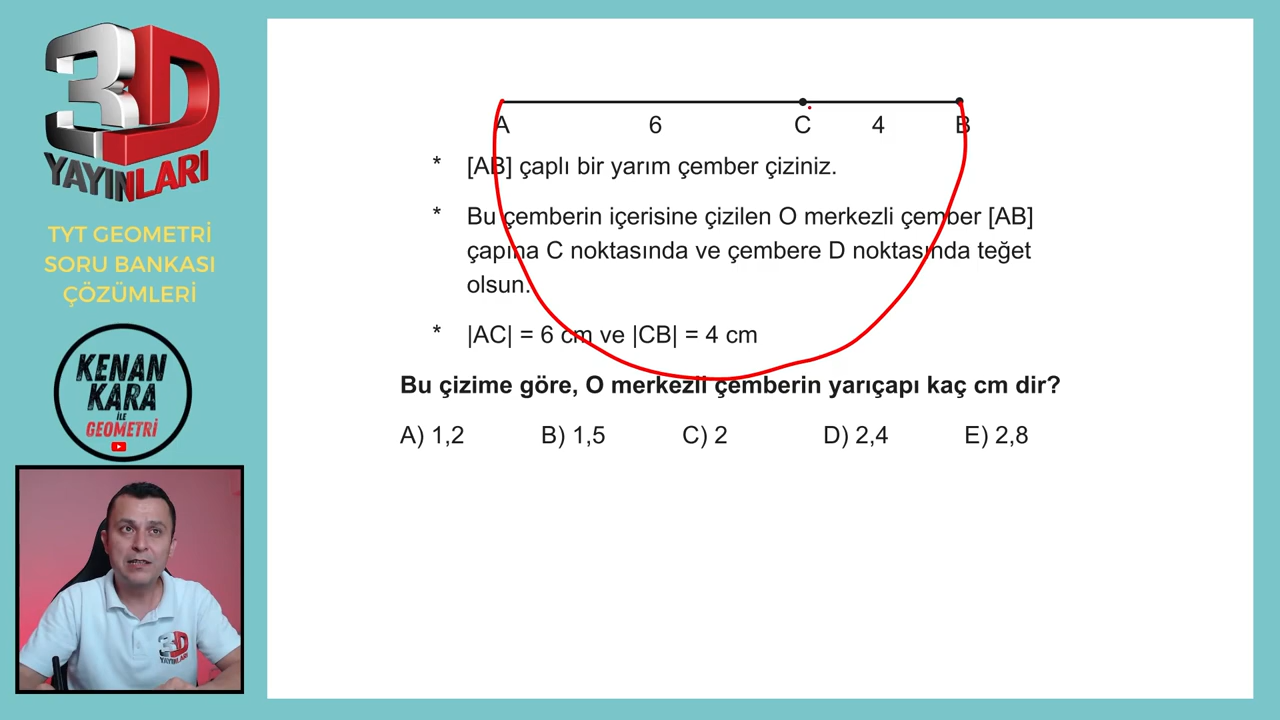 3D
YAYINLARI
TYT GEOMETRİ
SORU BANKASI
ÇÖZÜMLERİ
KENAN
KARA
İLE
GEOMETRİ
3D
YAYINLARI
A 6 C 4 B
* [AB] çaplı bir yarım çember çiziniz.
* Bu çemberin içerisine çizilen O merkezli çember [AB]
çapına C noktasında ve çembere D noktasında teğet
olsun.
* |AC| = 6 cm ve |CB| = 4 cm
Bu çizime göre, O merkezli çemberin yarıçapı kaç cm dir?
A) 1,2 B) 1,5 C) 2 D) 2,4 E) 2,8